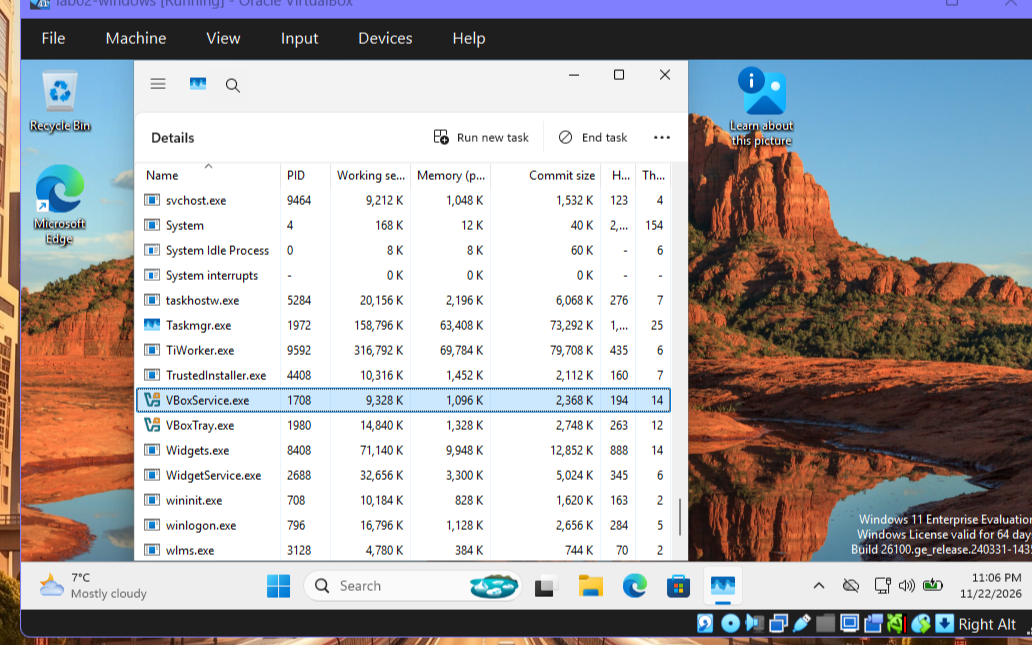 lab02-windows [Running] - Oracle VirtualBox
File Machine View Input Devices Help
Recycle Bin
Microsoft
Edge
Learn about
this picture
Details Run new task End task ...
Name PID Working se... Memory (p... Commit size H... Th...
svchost.exe 9464 9,212 K 1,048 K 1,532 K 123 4
System 4 168 K 12 K 40 K 2,... 154
System Idle Process 0 8 K 8 K 60 K - 6
System interrupts - 0 K 0 K 0 K - -
taskhostw.exe 5284 20,156 K 2,196 K 6,068 K 276 7
Taskmgr.exe 1972 158,796 K 63,408 K 73,292 K 1,... 25
TiWorker.exe 9592 316,792 K 69,784 K 79,708 K 435 6
TrustedInstaller.exe 4408 10,316 K 1,452 K 2,112 K 160 7
VBoxService.exe 1708 9,328 K 1,096 K 2,368 K 194 14
VBoxTray.exe 1980 14,840 K 1,328 K 2,748 K 263 12
Widgets.exe 8408 71,140 K 9,948 K 12,852 K 888 14
WidgetService.exe 2688 32,656 K 3,300 K 5,024 K 345 6
wininit.exe 708 10,184 K 828 K 1,620 K 163 2
winlogon.exe 796 16,796 K 1,128 K 2,656 K 284 5
wlms.exe 3128 4,780 K 384 K 744 K 70 2
Windows 11 Enterprise Evaluation
Windows License valid for 64 day
Build 26100.ge_release.240331-143
7°C
Mostly cloudy
Search
11:06 PM
11/22/2026
Right Alt